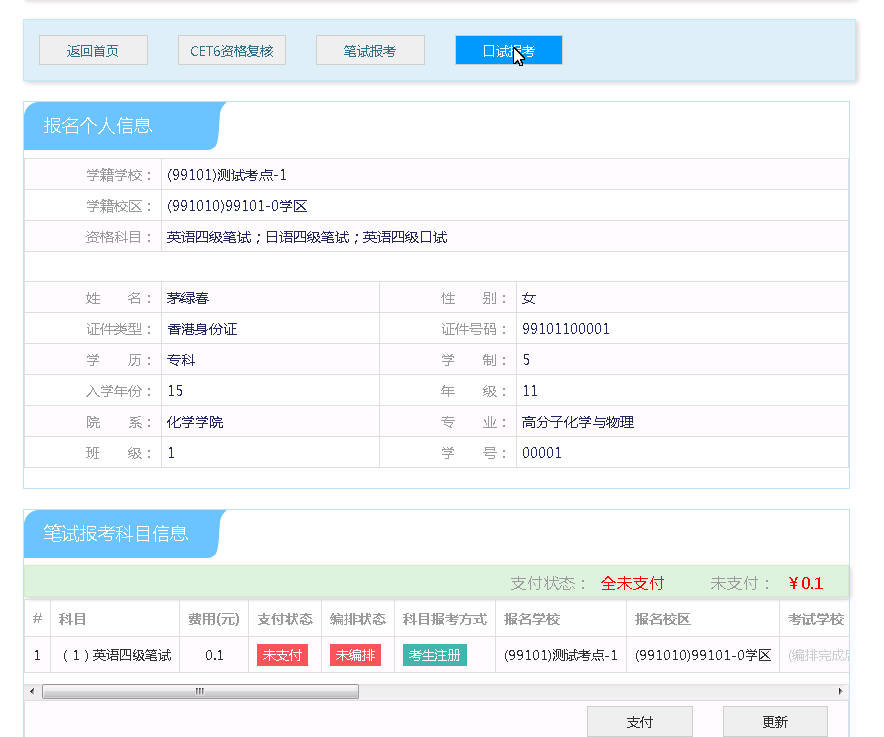 返回首页 CET6资格复核 笔试报考 口试报考
报名个人信息
学籍学校： (99101)测试考点-1
学籍校区： (991010)99101-0学区
资格科目： 英语四级笔试；日语四级笔试；英语四级口试
姓 名： 茅绿春 性 别： 女
证件类型： 香港身份证 证件号码： 99101100001
学 历： 专科 学 制： 5
入学年份： 15 年 级： 11
院 系： 化学学院 专 业： 高分子化学与物理
班 级： 1 学 号： 00001
笔试报考科目信息
支付状态： 全未支付 未支付： ￥0.1
# 科目 费用(元) 支付状态 编排状态 科目报考方式 报名学校 报名校区 考试学校
1 （1）英语四级笔试 0.1 未支付 未编排 考生注册 (99101)测试考点-1 (991010)99101-0学区 (编排完成后
支付 更新